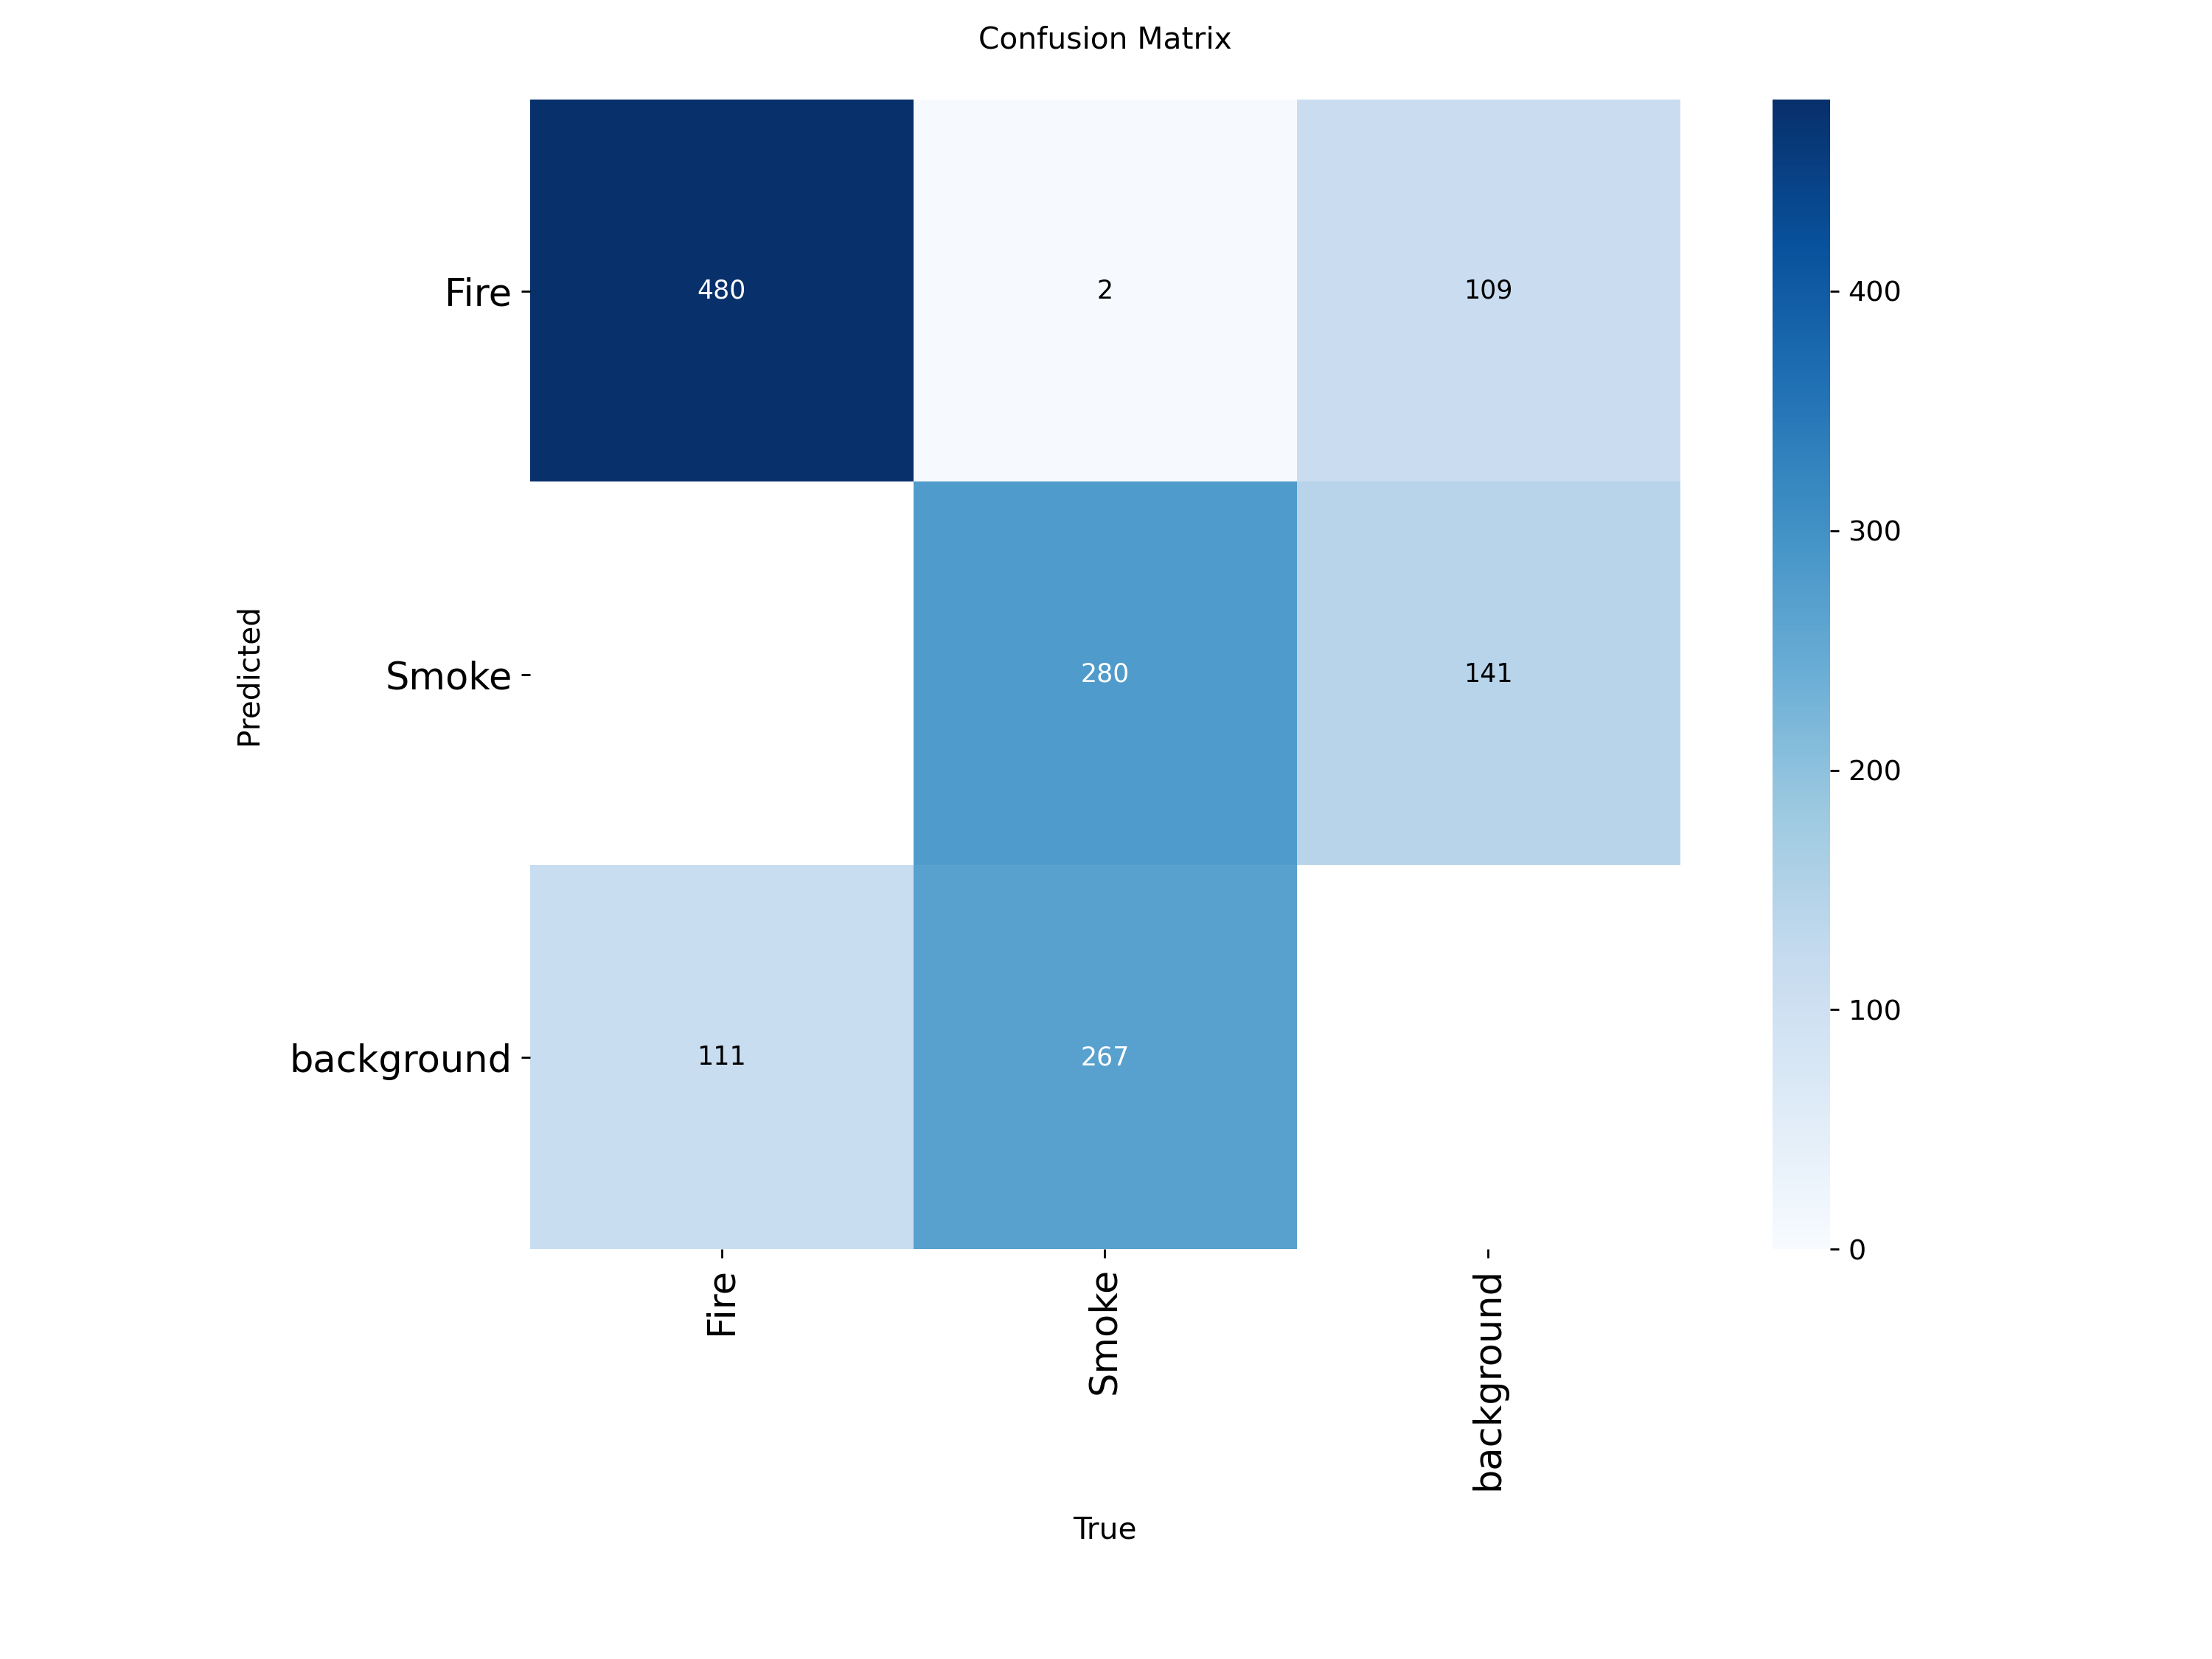 Confusion Matrix
Fire
480
2
109
Smoke
280
141
background
111
267
Predicted
Fire
Smoke
background
True
400
300
200
100
0